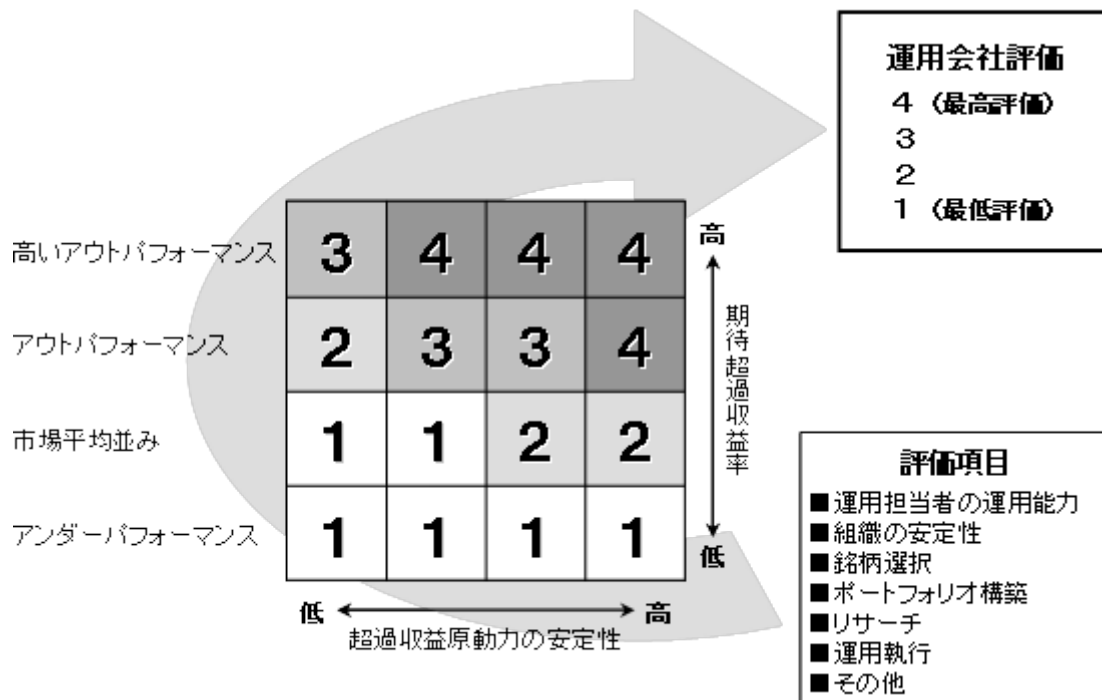 運用会社評価
4 (最高評価)
3
2
1 (最低評価)
高いアウトパフォーマンス 3 4 4 4
アウトパフォーマンス 2 3 3 4
市場平均並み 1 1 2 2
アンダーパフォーマンス 1 1 1 1
高
期待超過収益率
低
低 高
超過収益原動力の安定性
評価項目
■運用担当者の運用能力
■組織の安定性
■銘柄選択
■ポートフォリオ構築
■リサーチ
■運用執行
■その他